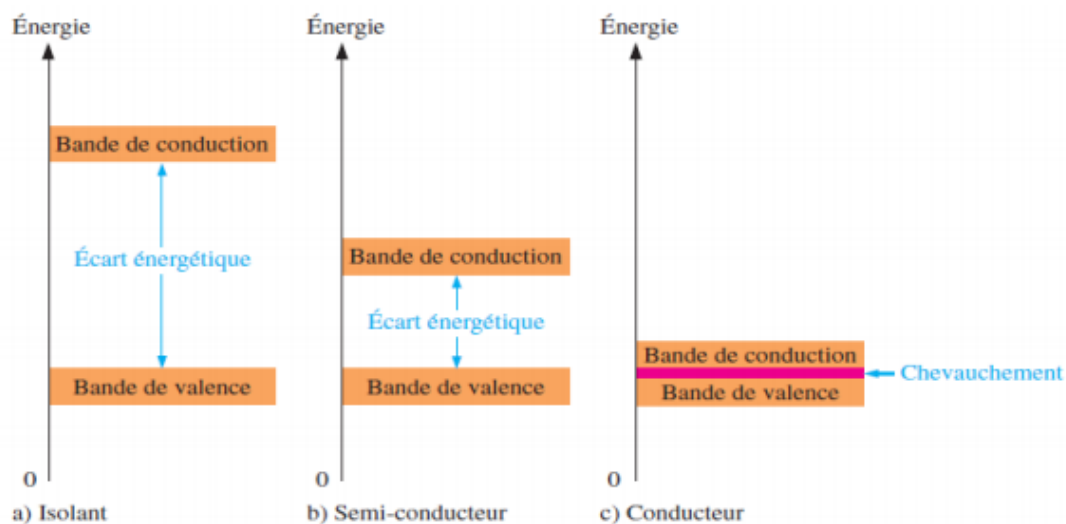 Énergie
Bande de conduction
Écart énergétique
Bande de valence
0
a) Isolant
Énergie
Bande de conduction
Écart énergétique
Bande de valence
0
b) Semi-conducteur
Énergie
Bande de conduction
Chevauchement
Bande de valence
0
c) Conducteur